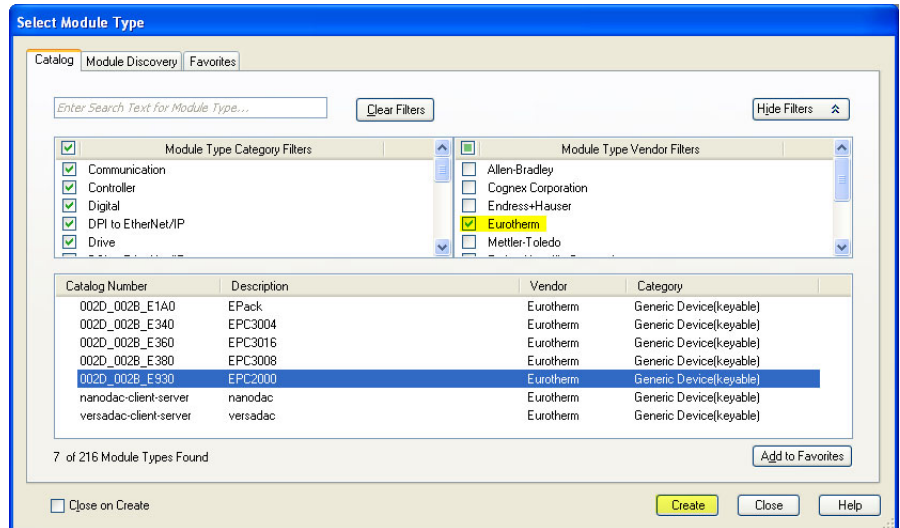 Select Module Type
Catalog Module Discovery Favorites
Enter Search Text for Module Type... Clear Filters Hide Filters
Module Type Category Filters Module Type Vendor Filters
Communication Allen-Bradley
Controller Cognex Corporation
Digital Endress+Hauser
DPI to EtherNet/IP Eurotherm
Drive Mettler-Toledo
Catalog Number Description Vendor Category
002D_002B_E1A0 EPack Eurotherm Generic Device(keyable)
002D_002B_E340 EPC3004 Eurotherm Generic Device(keyable)
002D_002B_E360 EPC3016 Eurotherm Generic Device(keyable)
002D_002B_E380 EPC3008 Eurotherm Generic Device(keyable)
002D_002B_E930 EPC2000 Eurotherm Generic Device(keyable)
nanodac-client-server nanodac Eurotherm Generic Device(keyable)
versadac-client-server versadac Eurotherm Generic Device(keyable)
7 of 216 Module Types Found Add to Favorites
Close on Create Create Close Help